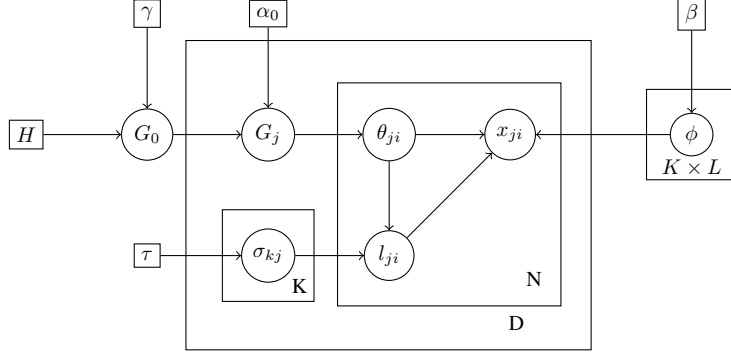 γ α₀ β
H G₀ Gⱼ θⱼᵢ xⱼᵢ ϕ
K × L
τ σₖⱼ lⱼᵢ
K N
D